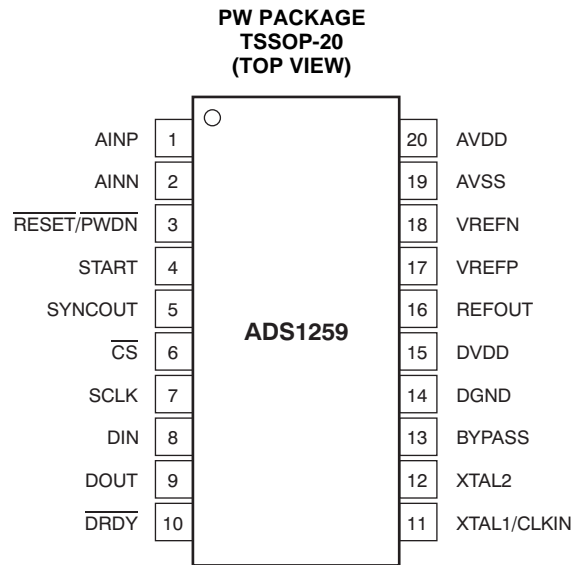 PW PACKAGE
TSSOP-20
(TOP VIEW)
AINP 1 20 AVDD
AINN 2 19 AVSS
RESET/PWDN 3 18 VREFN
START 4 17 VREFP
SYNCOUT 5 16 REFOUT
ADS1259
CS 6 15 DVDD
SCLK 7 14 DGND
DIN 8 13 BYPASS
DOUT 9 12 XTAL2
DRDY 10 11 XTAL1/CLKIN